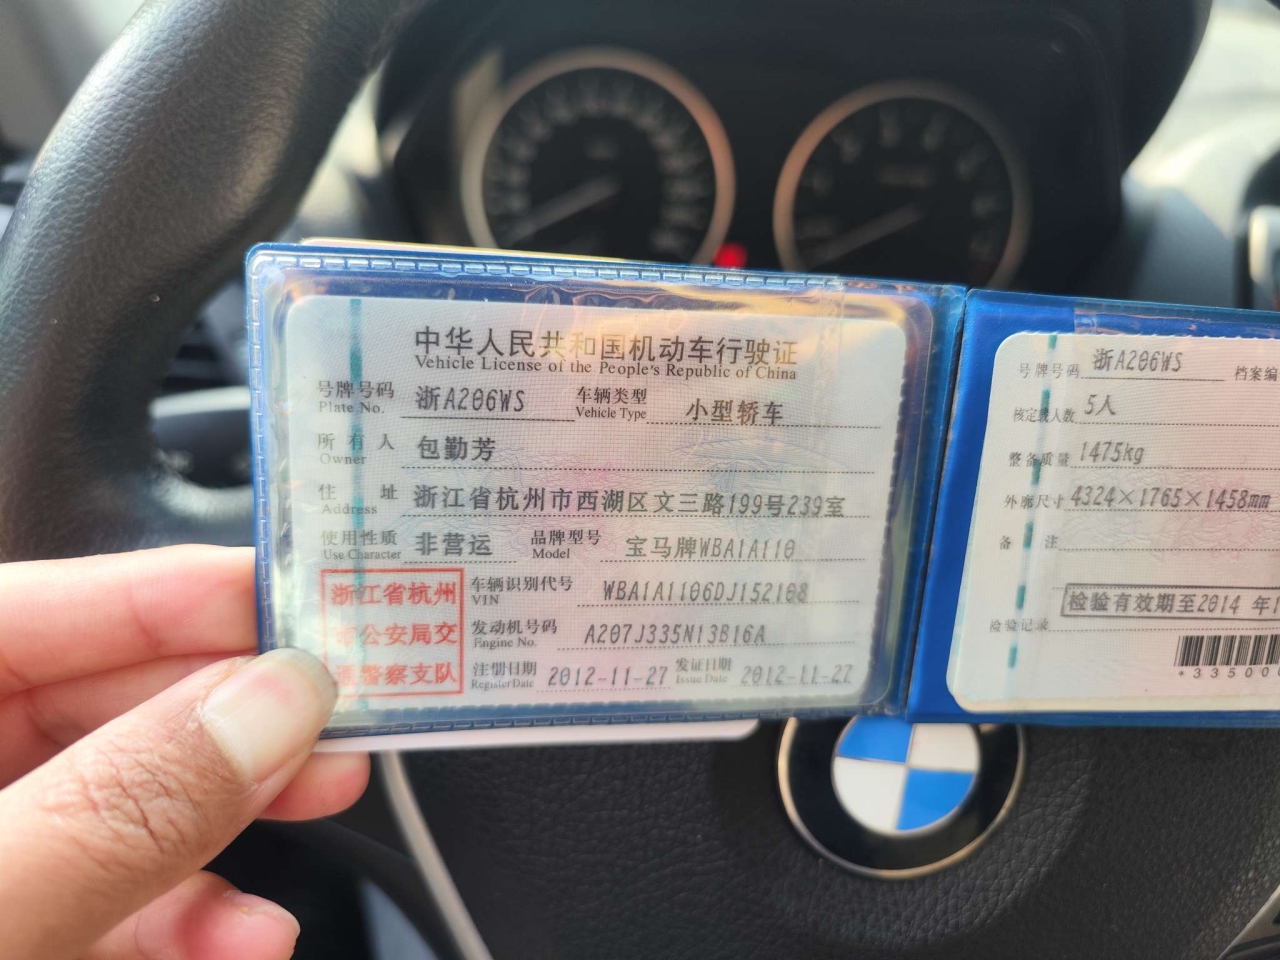 中华人民共和国机动车行驶证
Vehicle License of the People's Republic of China
号牌号码 浙A206WS 车辆类型 小型轿车
Plate No. Vehicle Type
所有人 包勤芳
Owner
住址 浙江省杭州市西湖区文三路199号239室
Address
使用性质 非营运 品牌型号 宝马牌WBA1A110
Use Character Model
浙江省杭州
市公安局交
通警察支队
车辆识别代号 WBA1A1106DJ152108
VIN
发动机号码 A207J335N13B16A
Engine No.
注册日期 2012-11-27 发证日期 2012-11-27
Register Date Issue Date
号牌号码 浙A206WS 档案编
核定载人数 5人
整备质量 1475kg
外廓尺寸 4324×1765×1458mm
备注
检验有效期至2014 年1
检验记录
*33500